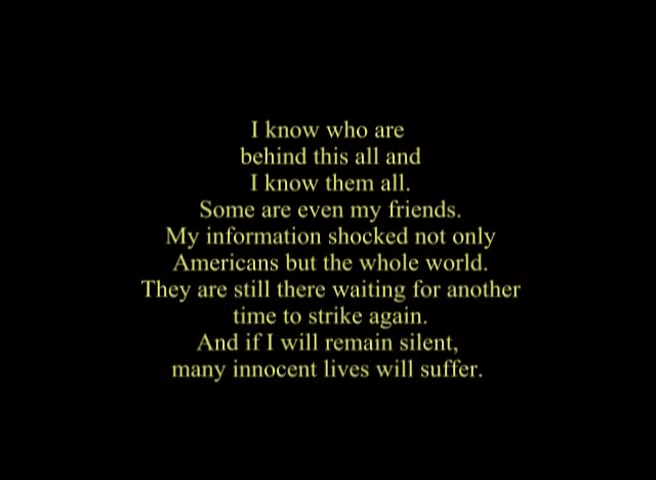 I know who are
behind this all and
I know them all.
Some are even my friends.
My information shocked not only
Americans but the whole world.
They are still there waiting for another
time to strike again.
And if I will remain silent,
many innocent lives will suffer.